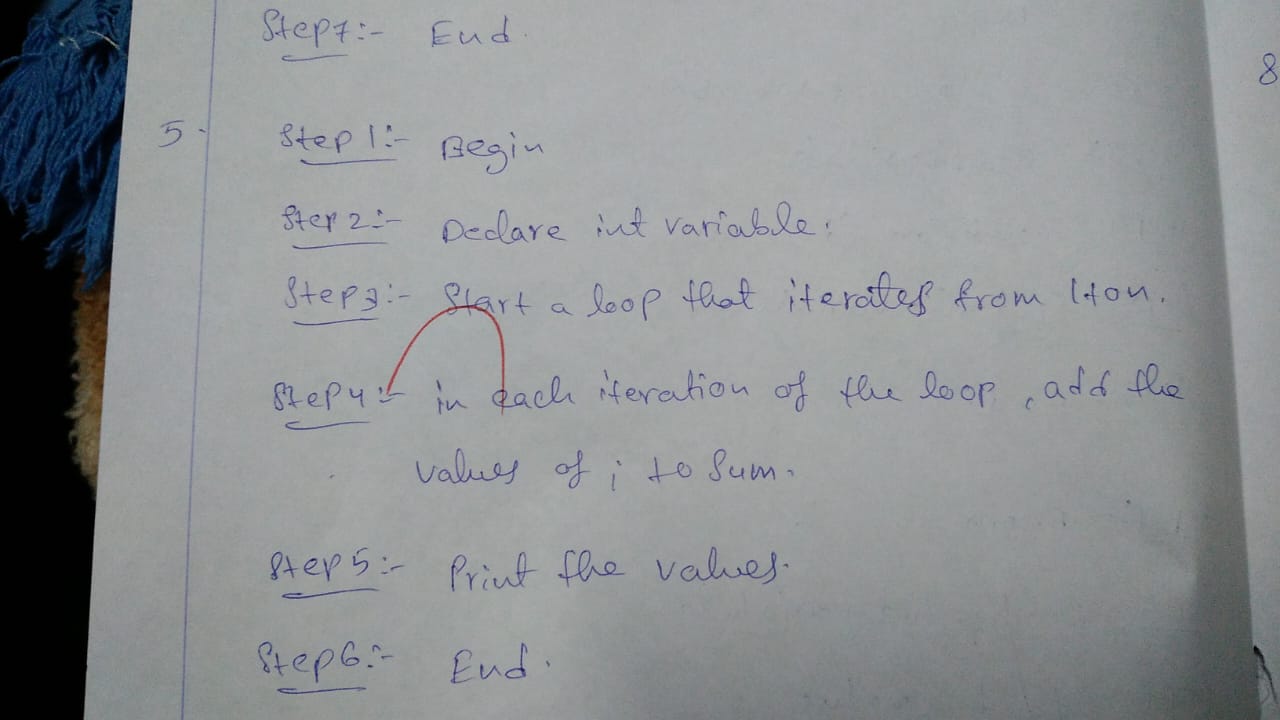 Step7:- End.
8
5. Step 1:- Begin
Step 2:- Declare int variable.
Step3:- Start a loop that iterates from 1 to n.
Step4:- in each iteration of the loop, add the
values of i to Sum.
Step5:- Print the values.
Step6:- End.